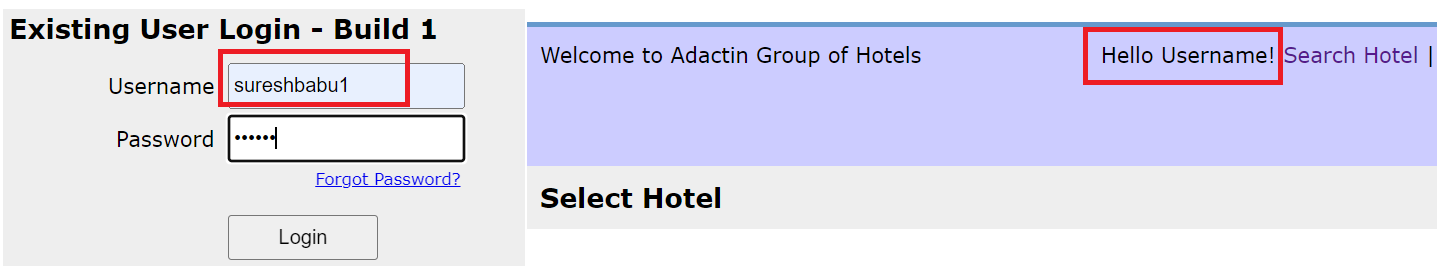 Existing User Login - Build 1
Username sureshbabu1
Password ••••••
Forgot Password?
Login
Welcome to Adactin Group of Hotels Hello Username! Search Hotel |
Select Hotel